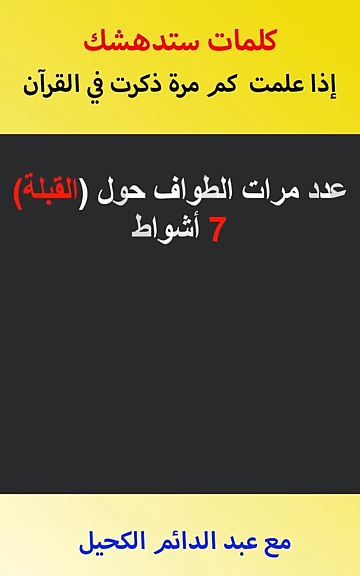 كلمات ستدهشك
إذا علمت كم مرة ذكرت في القرآن
عدد مرات الطواف حول (القبلة)
7 أشواط
مع عبد الدائم الكحيل